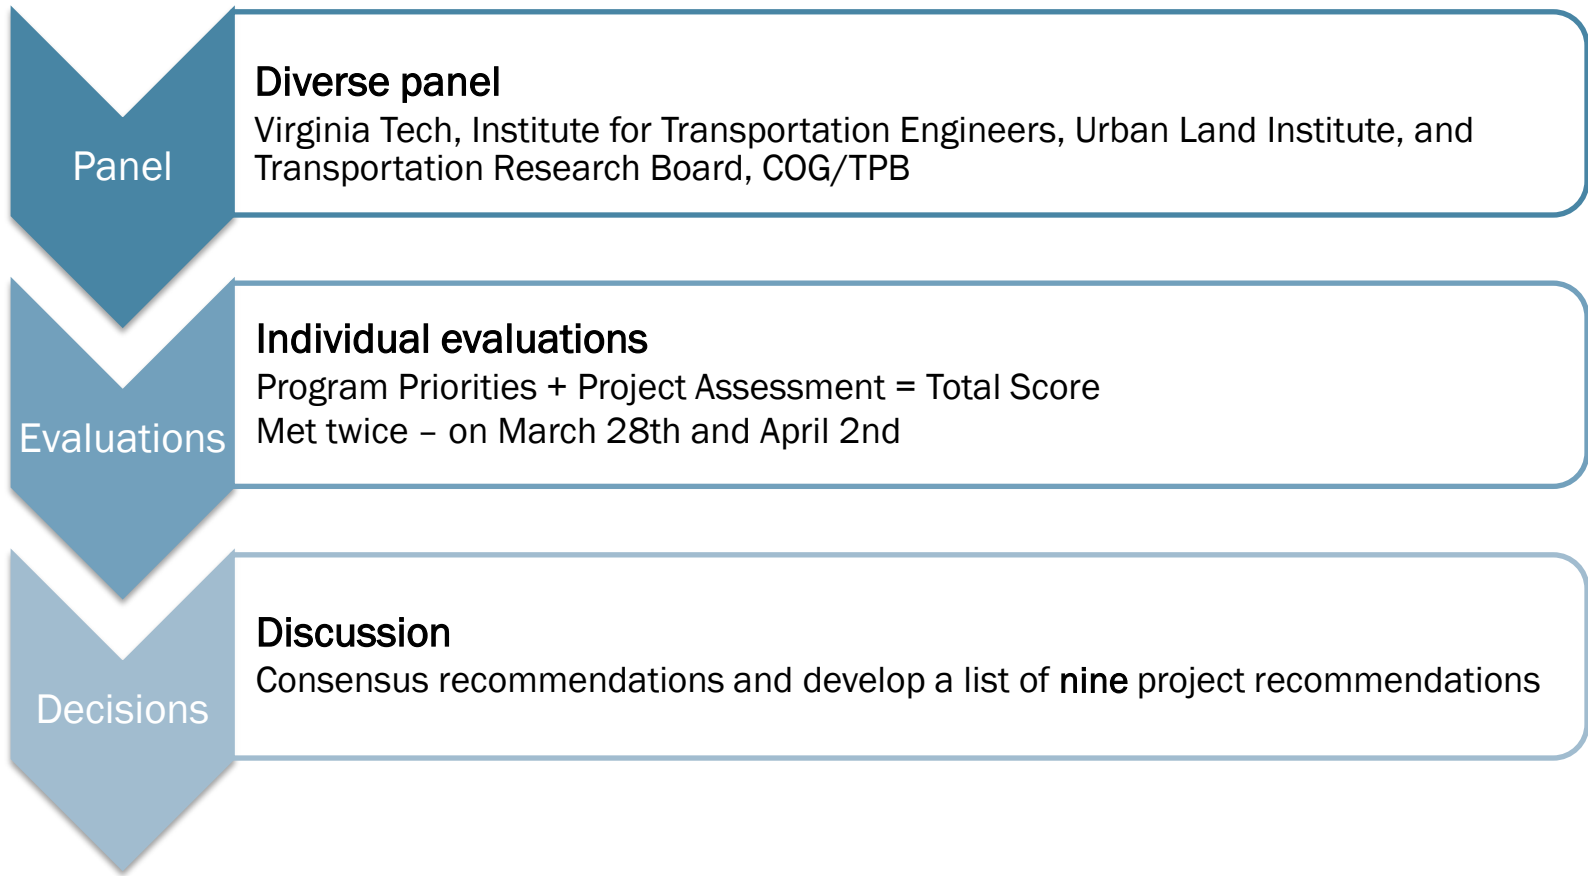 Panel
Diverse panel
Virginia Tech, Institute for Transportation Engineers, Urban Land Institute, and
Transportation Research Board, COG/TPB
Evaluations
Individual evaluations
Program Priorities + Project Assessment = Total Score
Met twice – on March 28th and April 2nd
Decisions
Discussion
Consensus recommendations and develop a list of nine project recommendations